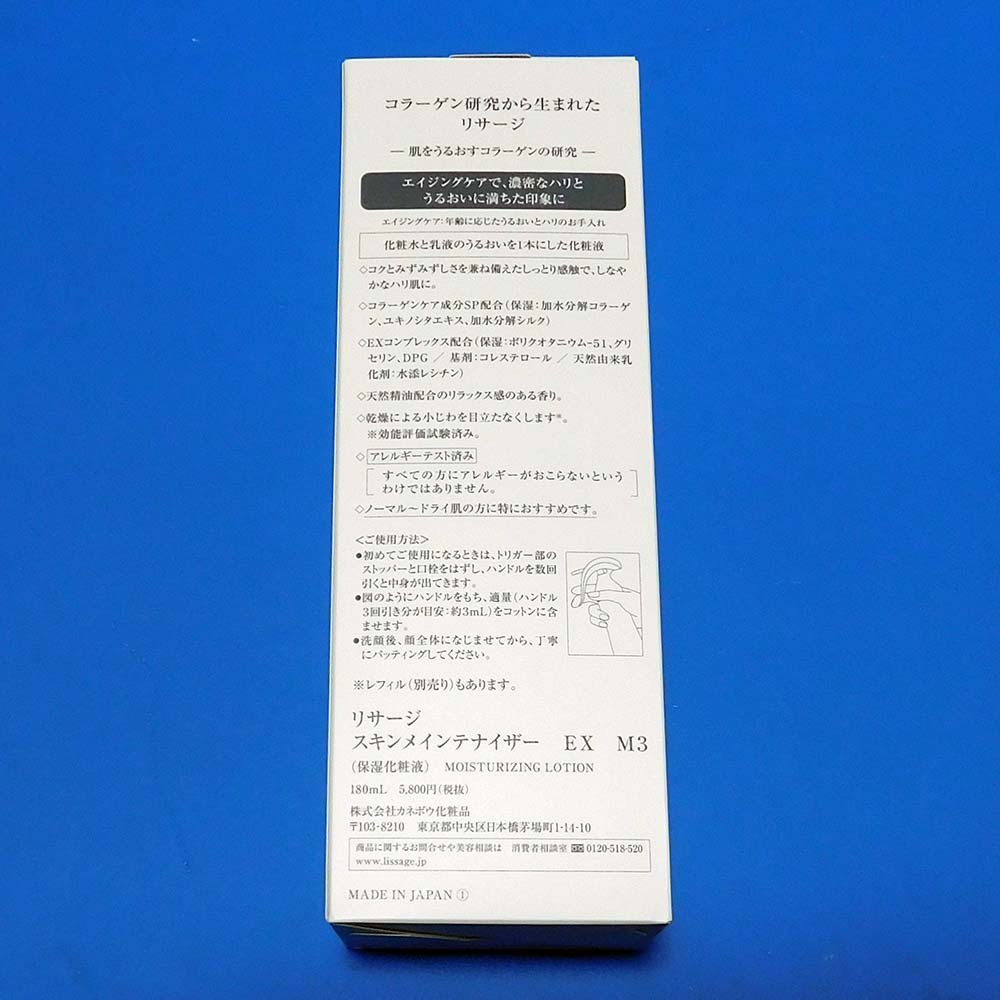 コラーゲン研究から生まれた
リサージ
― 肌をうるおすコラーゲンの研究 ―
エイジングケアで、濃密なハリと
うるおいに満ちた印象に
エイジングケア:年齢に応じたうるおいとハリのお手入れ
化粧水と乳液のうるおいを1本にした化粧液
◇コクとみずみずしさを兼ね備えたしっとり感触で、しなや
かなハリ肌に。
◇コラーゲンケア成分SP配合(保湿:加水分解コラーゲ
ン、ユキノシタエキス、加水分解シルク)
◇EXコンプレックス配合(保湿:ポリクオタニウム-51、グリ
セリン、DPG / 基剤:コレステロール / 天然由来乳
化剤:水添レシチン)
◇天然精油配合のリラックス感のある香り。
◇乾燥による小じわを目立たなくします※。
※効能評価試験済み。
◇アレルギーテスト済み
[すべての方にアレルギーがおこらないという
わけではありません。]
◇ノーマル～ドライ肌の方に特におすすめです。
<ご使用方法>
●初めてご使用になるときは、トリガー部の
ストッパーと口栓をはずし、ハンドルを数回
引くと中身が出てきます。
●図のようにハンドルをもち、適量(ハンドル
3回引き分が目安:約3mL)をコットンに含
ませます。
●洗顔後、顔全体になじませてから、丁寧
にパッティングしてください。
※レフィル(別売り)もあります。
リサージ
スキンメインテナイザー EX M3
(保湿化粧液) MOISTURIZING LOTION
180mL 5,800円(税抜)
株式会社カネボウ化粧品
〒103-8210 東京都中央区日本橋茅場町1-14-10
商品に関するお問合せや美容相談は 消費者相談室 0120-518-520
www.lissage.jp
MADE IN JAPAN ①